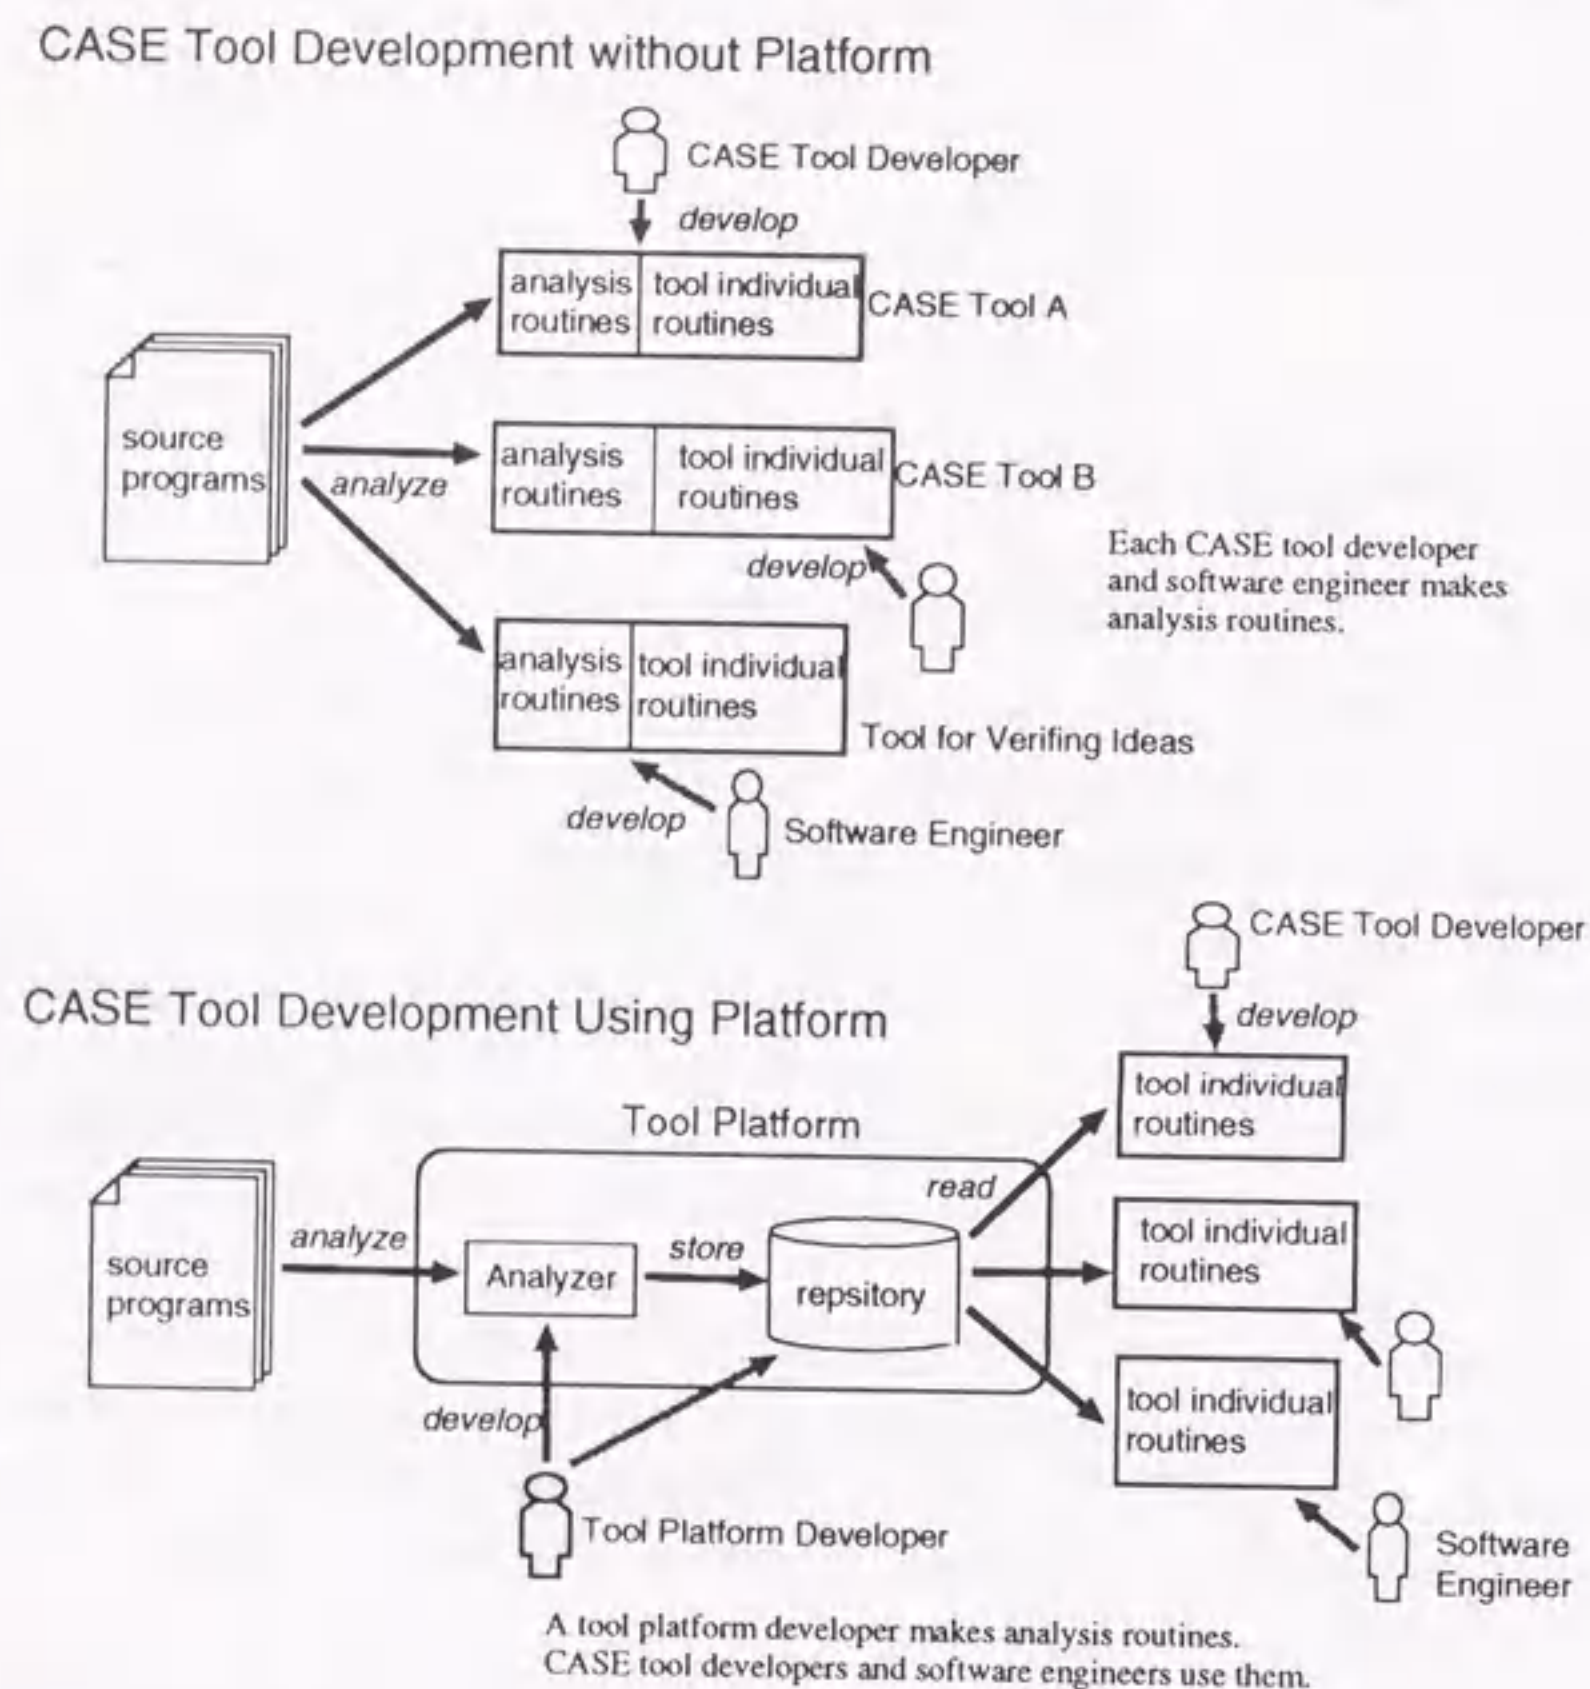 CASE Tool Development without Platform
CASE Tool Developer
develop
analysis
routines
tool individual
routines
CASE Tool A
source
programs
analyze
analysis
routines
tool individual
routines
CASE Tool B
develop
Each CASE tool developer
and software engineer makes
analysis routines.
analysis
routines
tool individual
routines
Tool for Verifing Ideas
develop
Software Engineer
CASE Tool Developer
develop
CASE Tool Development Using Platform
tool individual
routines
Tool Platform
read
source
programs
analyze
Analyzer
store
repsitory
tool individual
routines
develop
tool individual
routines
Tool Platform Developer
Software
Engineer
A tool platform developer makes analysis routines.
CASE tool developers and software engineers use them.